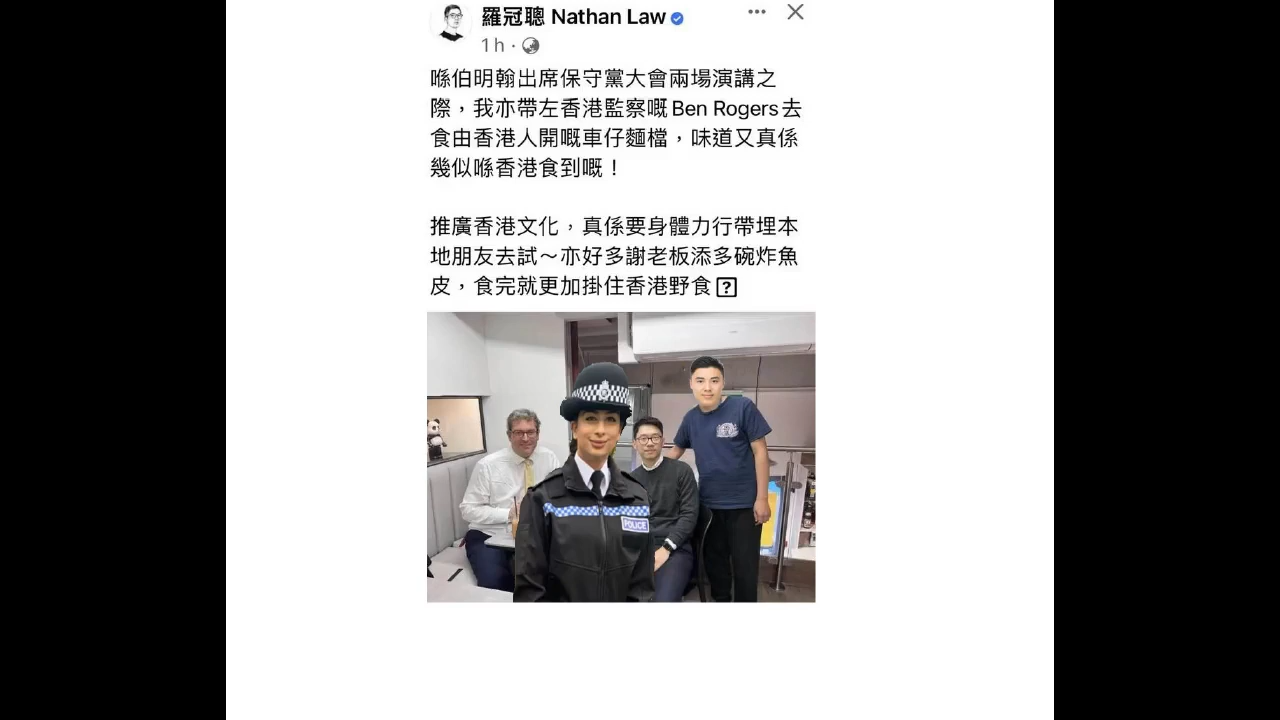 羅冠聰 Nathan Law
1 h ·
喺伯明翰出席保守黨大會兩場演講之
際，我亦帶左香港監察嘅 Ben Rogers 去
食由香港人開嘅車仔麵檔，味道又真係
幾似喺香港食到嘅！
推廣香港文化，真係要身體力行帶埋本
地朋友去試～亦好多謝老板添多碗炸魚
皮，食完就更加掛住香港野食?
POLICE